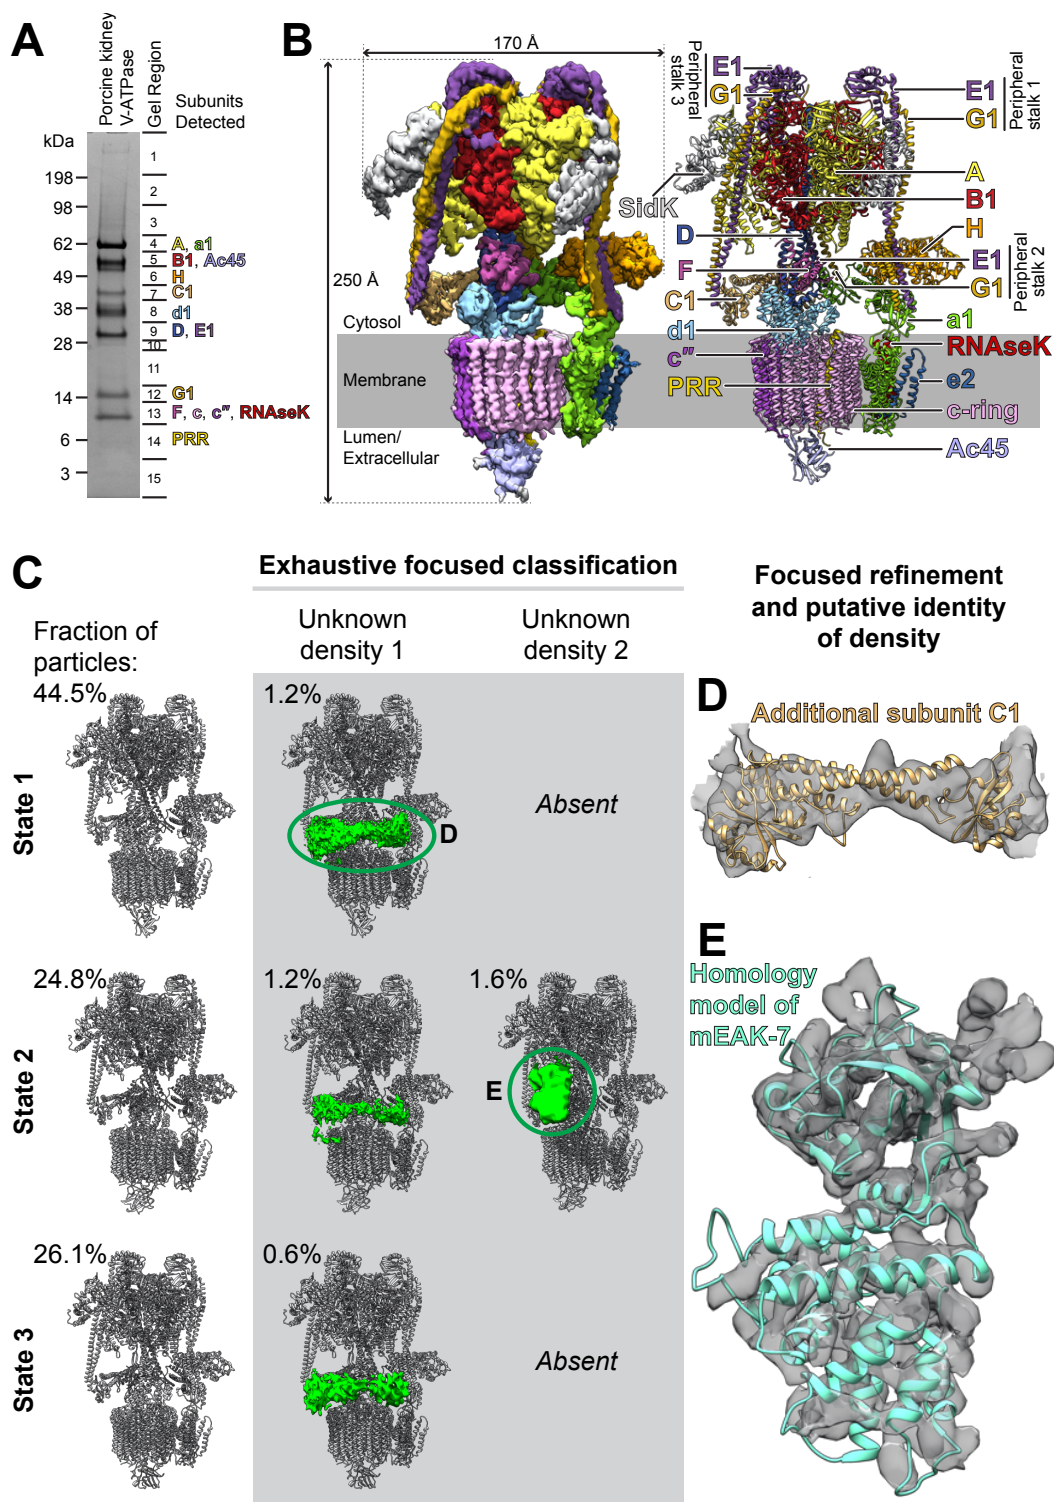 A
Porcine kidney
V-ATPase
Gel Region
Subunits
Detected
kDa
198
98
62
49
38
28
14
6
3
1
2
3
4
5
6
7
8
9
10
11
12
13
14
15
A, a1
B1, Ac45
H
C1
d1
D, E1
G1
F, c, c″, RNAseK
PRR
B
170 Å
250 Å
Cytosol
Membrane
Lumen/
Extracellular
Peripheral
stalk 3
E1
G1
E1
G1
Peripheral
stalk 1
SidK
A
B1
H
D
F
E1
G1
Peripheral
stalk 2
C1
d1
a1
c″
RNAseK
PRR
e2
c-ring
Ac45
C
Exhaustive focused classification
Focused refinement
and putative identity
of density
Fraction of
particles:
Unknown
density 1
Unknown
density 2
State 1
44.5%
1.2%
D
Absent
State 2
24.8%
1.2%
1.6%
E
State 3
26.1%
0.6%
Absent
D
Additional subunit C1
E
Homology
model of
mEAK-7